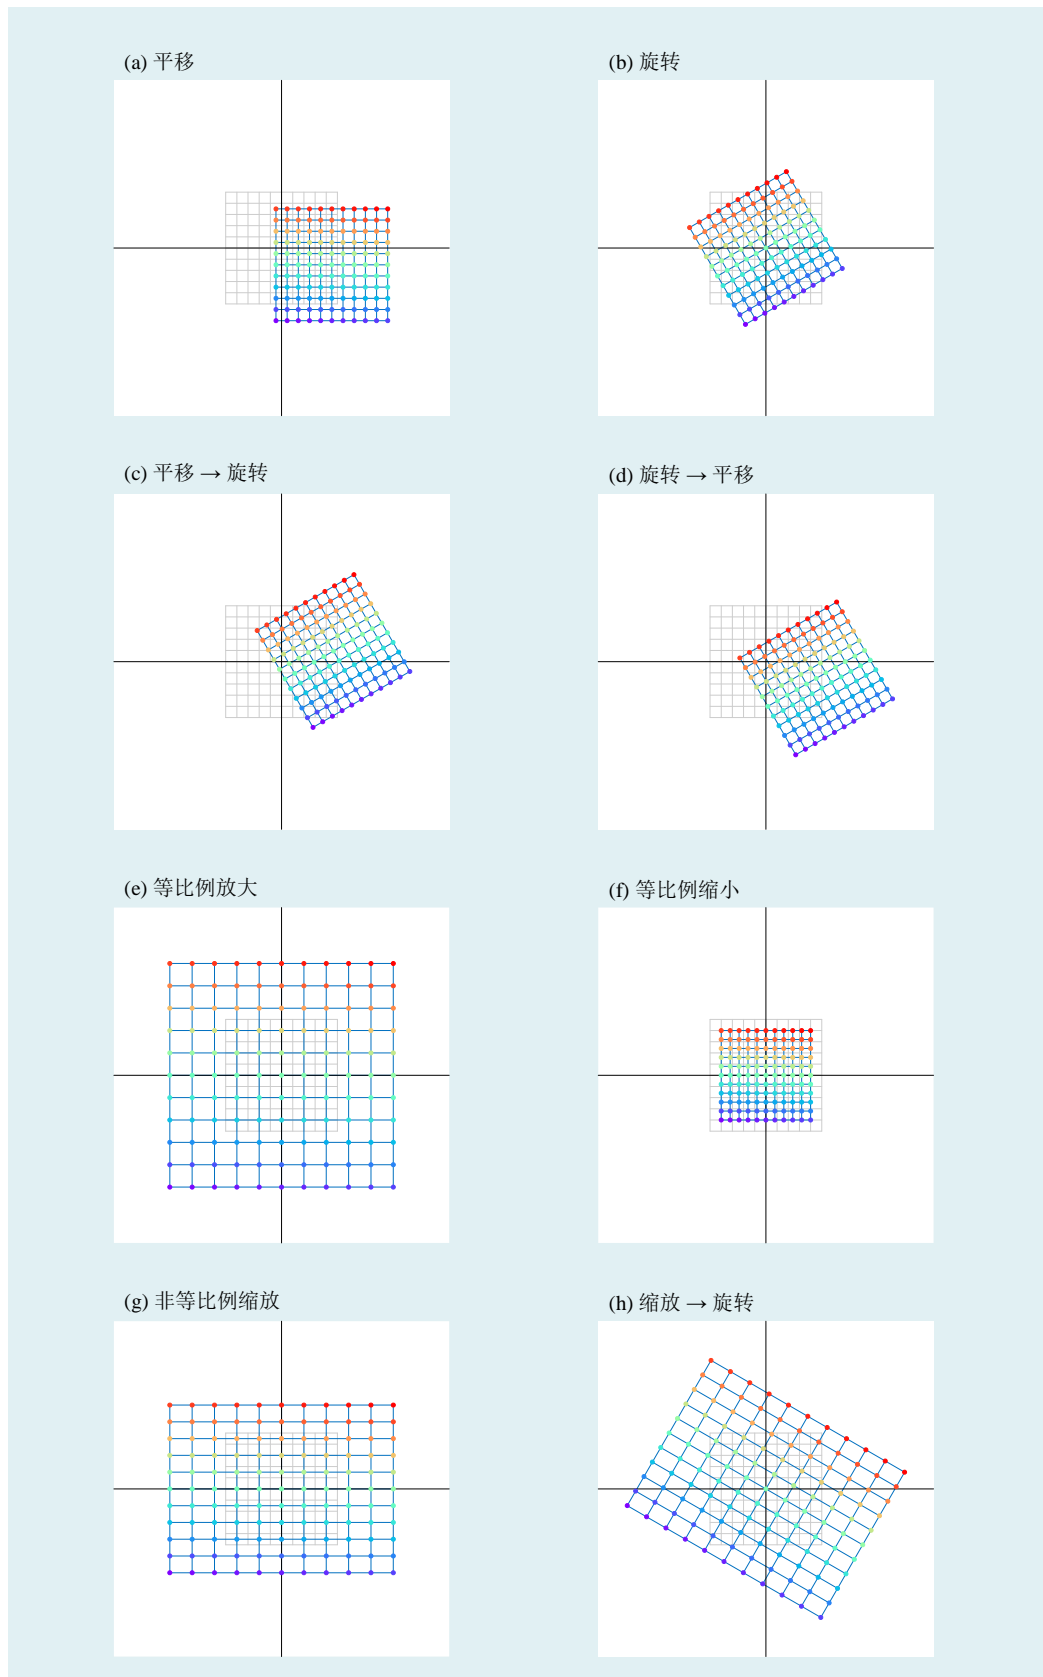 (a) 平移
(b) 旋转
(c) 平移 → 旋转
(d) 旋转 → 平移
(e) 等比例放大
(f) 等比例缩小
(g) 非等比例缩放
(h) 缩放 → 旋转